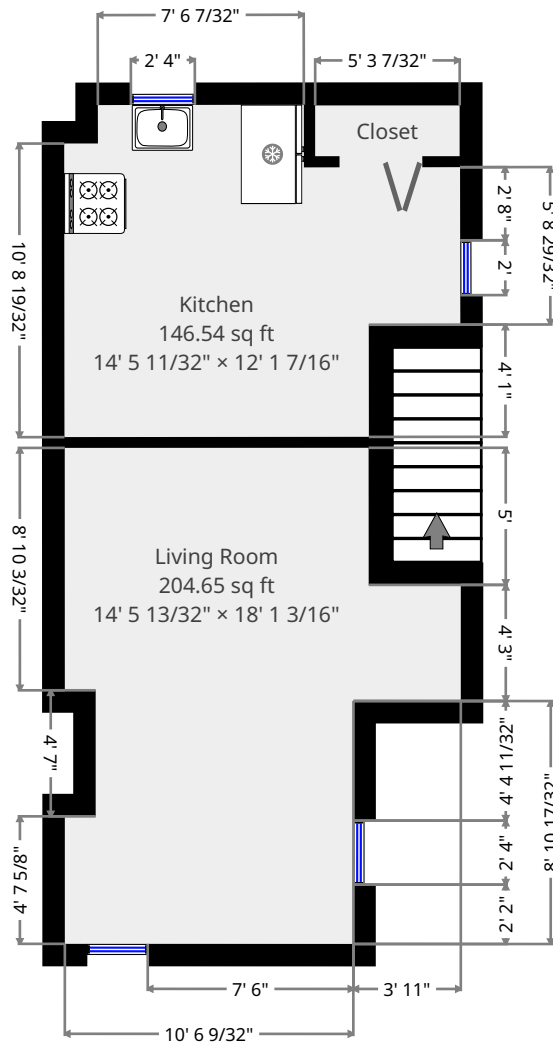 7' 6 7/32"
2' 4"
5' 3 7/32"
Closet
2' 8"
5' 8 29/32"
2'
10' 8 19/32"
Kitchen
146.54 sq ft
14' 5 11/32" × 12' 1 7/16"
4' 1"
8' 10 3/32"
5'
Living Room
204.65 sq ft
14' 5 13/32" × 18' 1 3/16"
4' 3"
4' 7"
4' 4 11/32"
8' 10 17/32"
2' 4"
4' 7 5/8"
2' 2"
7' 6"
3' 11"
10' 6 9/32"